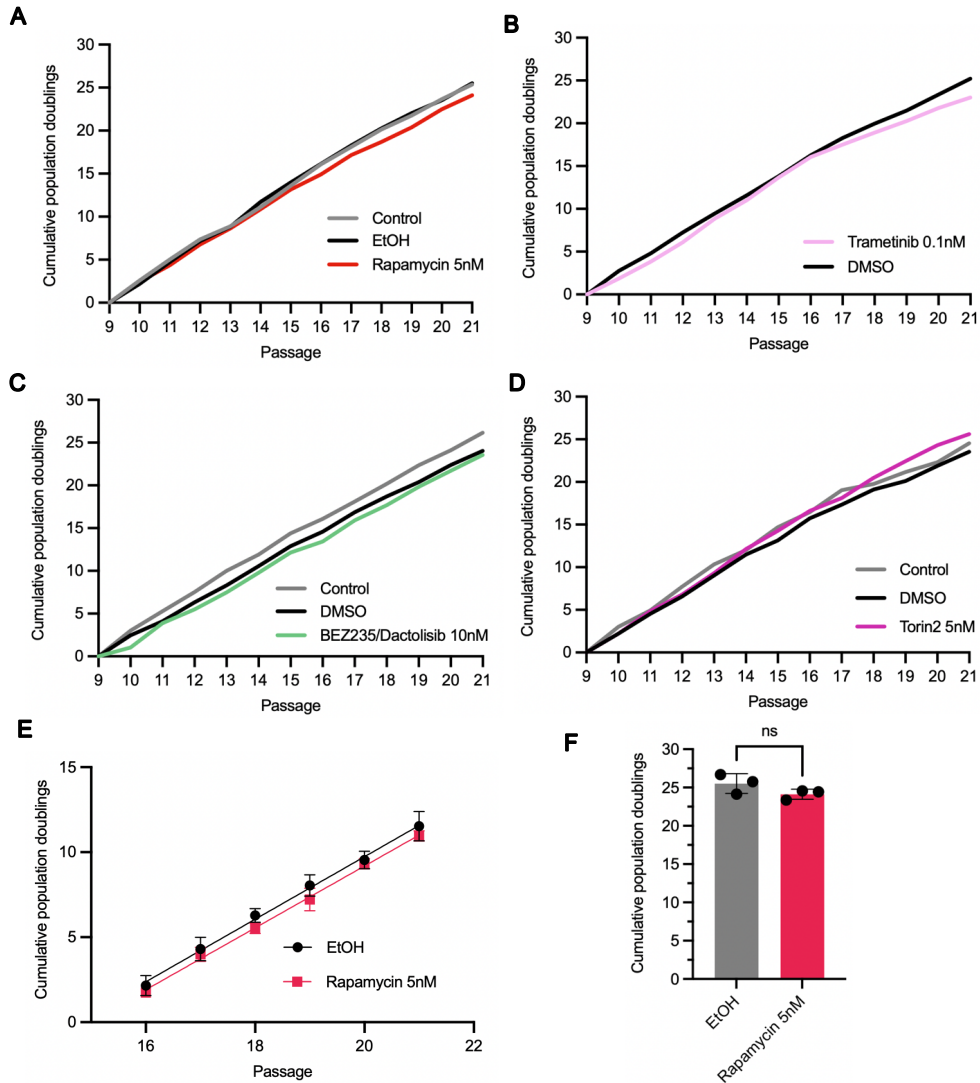 A
Cumulative population doublings
30
25
20
15
10
5
0
Control
EtOH
Rapamycin 5nM
9 10 11 12 13 14 15 16 17 18 19 20 21
Passage
B
Cumulative population doublings
30
25
20
15
10
5
0
Trametinib 0.1nM
DMSO
9 10 11 12 13 14 15 16 17 18 19 20 21
Passage
C
Cumulative population doublings
30
25
20
15
10
5
0
Control
DMSO
BEZ235/Dactolisib 10nM
9 10 11 12 13 14 15 16 17 18 19 20 21
Passage
D
Cumulative population doublings
30
25
20
15
10
5
0
Control
DMSO
Torin2 5nM
9 10 11 12 13 14 15 16 17 18 19 20 21
Passage
E
Cumulative population doublings
15
10
5
0
EtOH
Rapamycin 5nM
16 18 20 22
Passage
F
ns
Cumulative population doublings
30
25
20
15
10
5
0
EtOH
Rapamycin 5nM